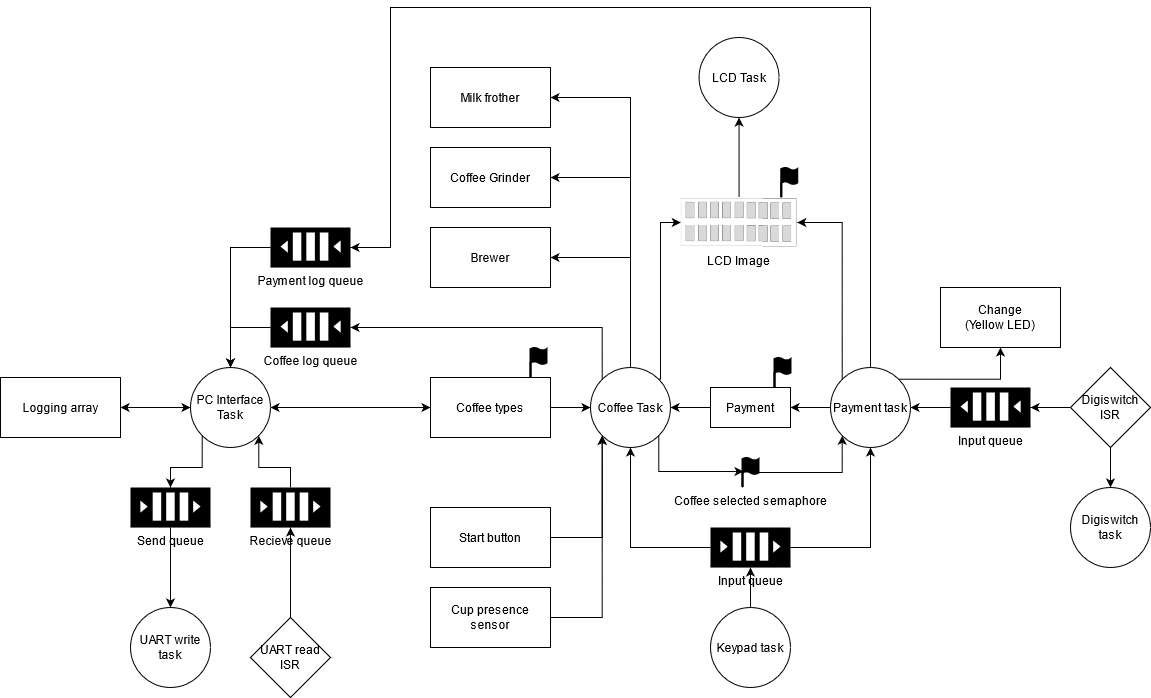 LCD Task
Milk frother
Coffee Grinder
Brewer
LCD Image
Payment log queue
Change
(Yellow LED)
Coffee log queue
Logging array
PC Interface
Task
Coffee types
Coffee Task
Payment
Payment task
Input queue
Digiswitch
ISR
Coffee selected semaphore
Send queue
Recieve queue
Start button
Input queue
Digiswitch
task
Cup presence
sensor
UART write
task
UART read
ISR
Keypad task